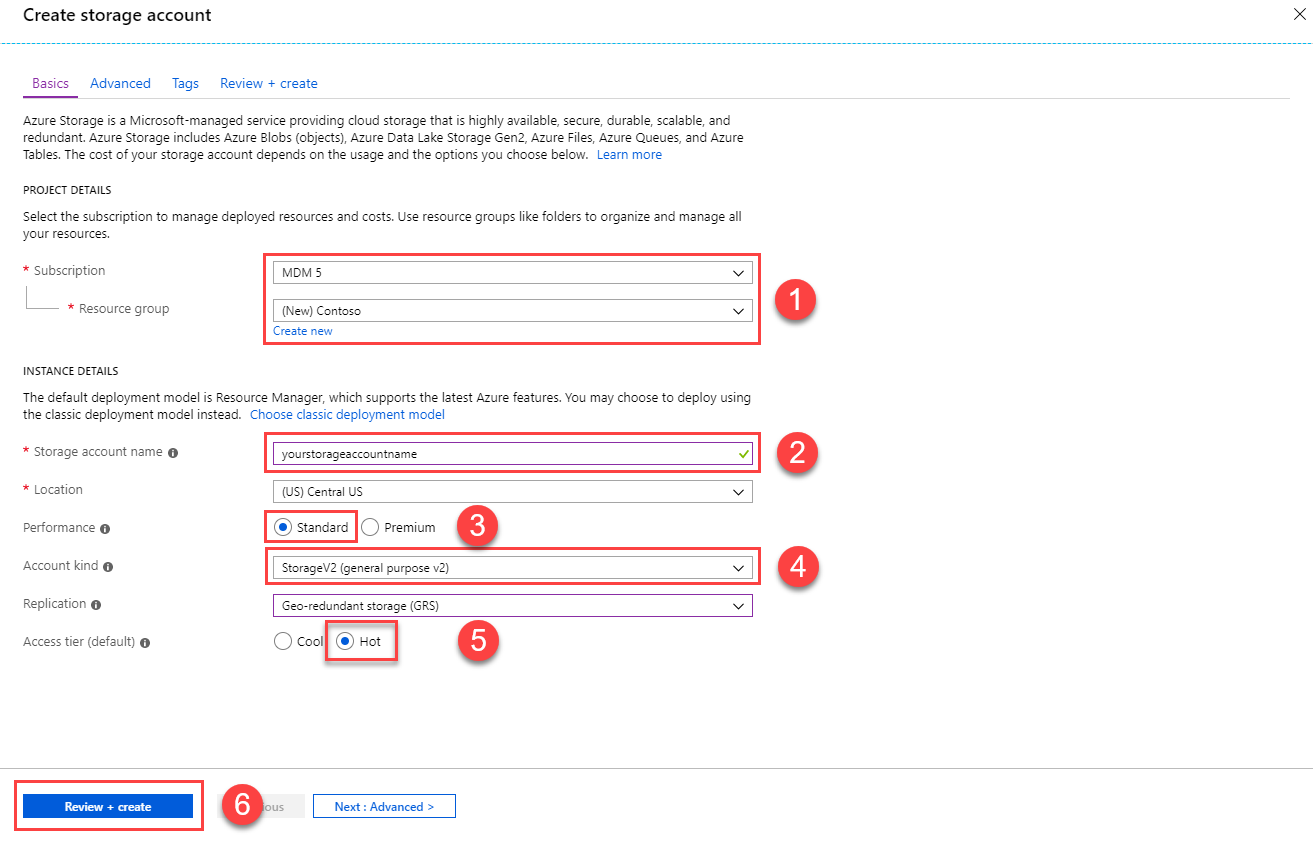 Create storage account
Basics Advanced Tags Review + create
Azure Storage is a Microsoft-managed service providing cloud storage that is highly available, secure, durable, scalable, and
redundant. Azure Storage includes Azure Blobs (objects), Azure Data Lake Storage Gen2, Azure Files, Azure Queues, and Azure
Tables. The cost of your storage account depends on the usage and the options you choose below. Learn more
PROJECT DETAILS
Select the subscription to manage deployed resources and costs. Use resource groups like folders to organize and manage all
your resources.
* Subscription MDM 5
1
* Resource group (New) Contoso
Create new
INSTANCE DETAILS
The default deployment model is Resource Manager, which supports the latest Azure features. You may choose to deploy using
the classic deployment model instead. Choose classic deployment model
* Storage account name yourstorageaccountname 2
* Location (US) Central US
Performance Standard Premium 3
Account kind StorageV2 (general purpose v2) 4
Replication Geo-redundant storage (GRS)
Access tier (default) Cool Hot 5
Review + create 6 Next : Advanced >